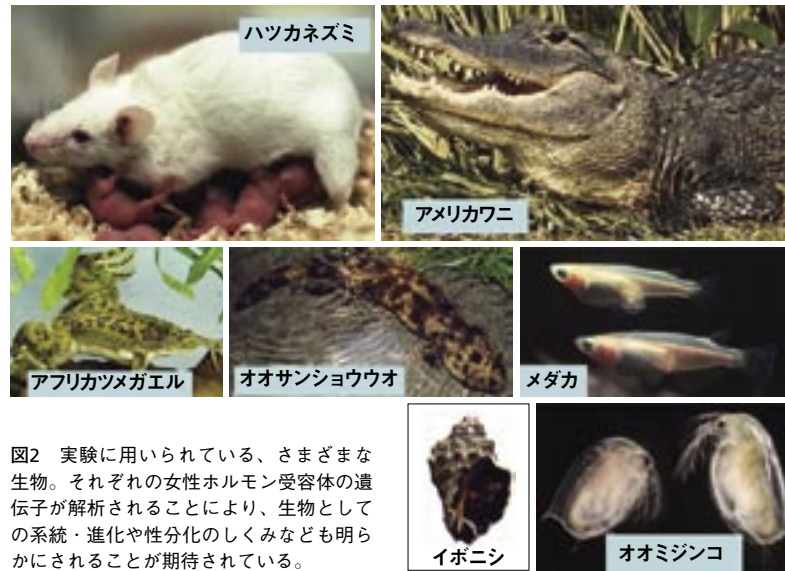 ハツカネズミ
アメリカワニ
アフリカツメガエル
オオサンショウウオ
メダカ
図2　実験に用いられている、さまざまな
生物。それぞれの女性ホルモン受容体の遺
伝子が解析されることにより、生物として
の系統・進化や性分化のしくみなども明ら
かにされることが期待されている。
イボニシ
オオミジンコ